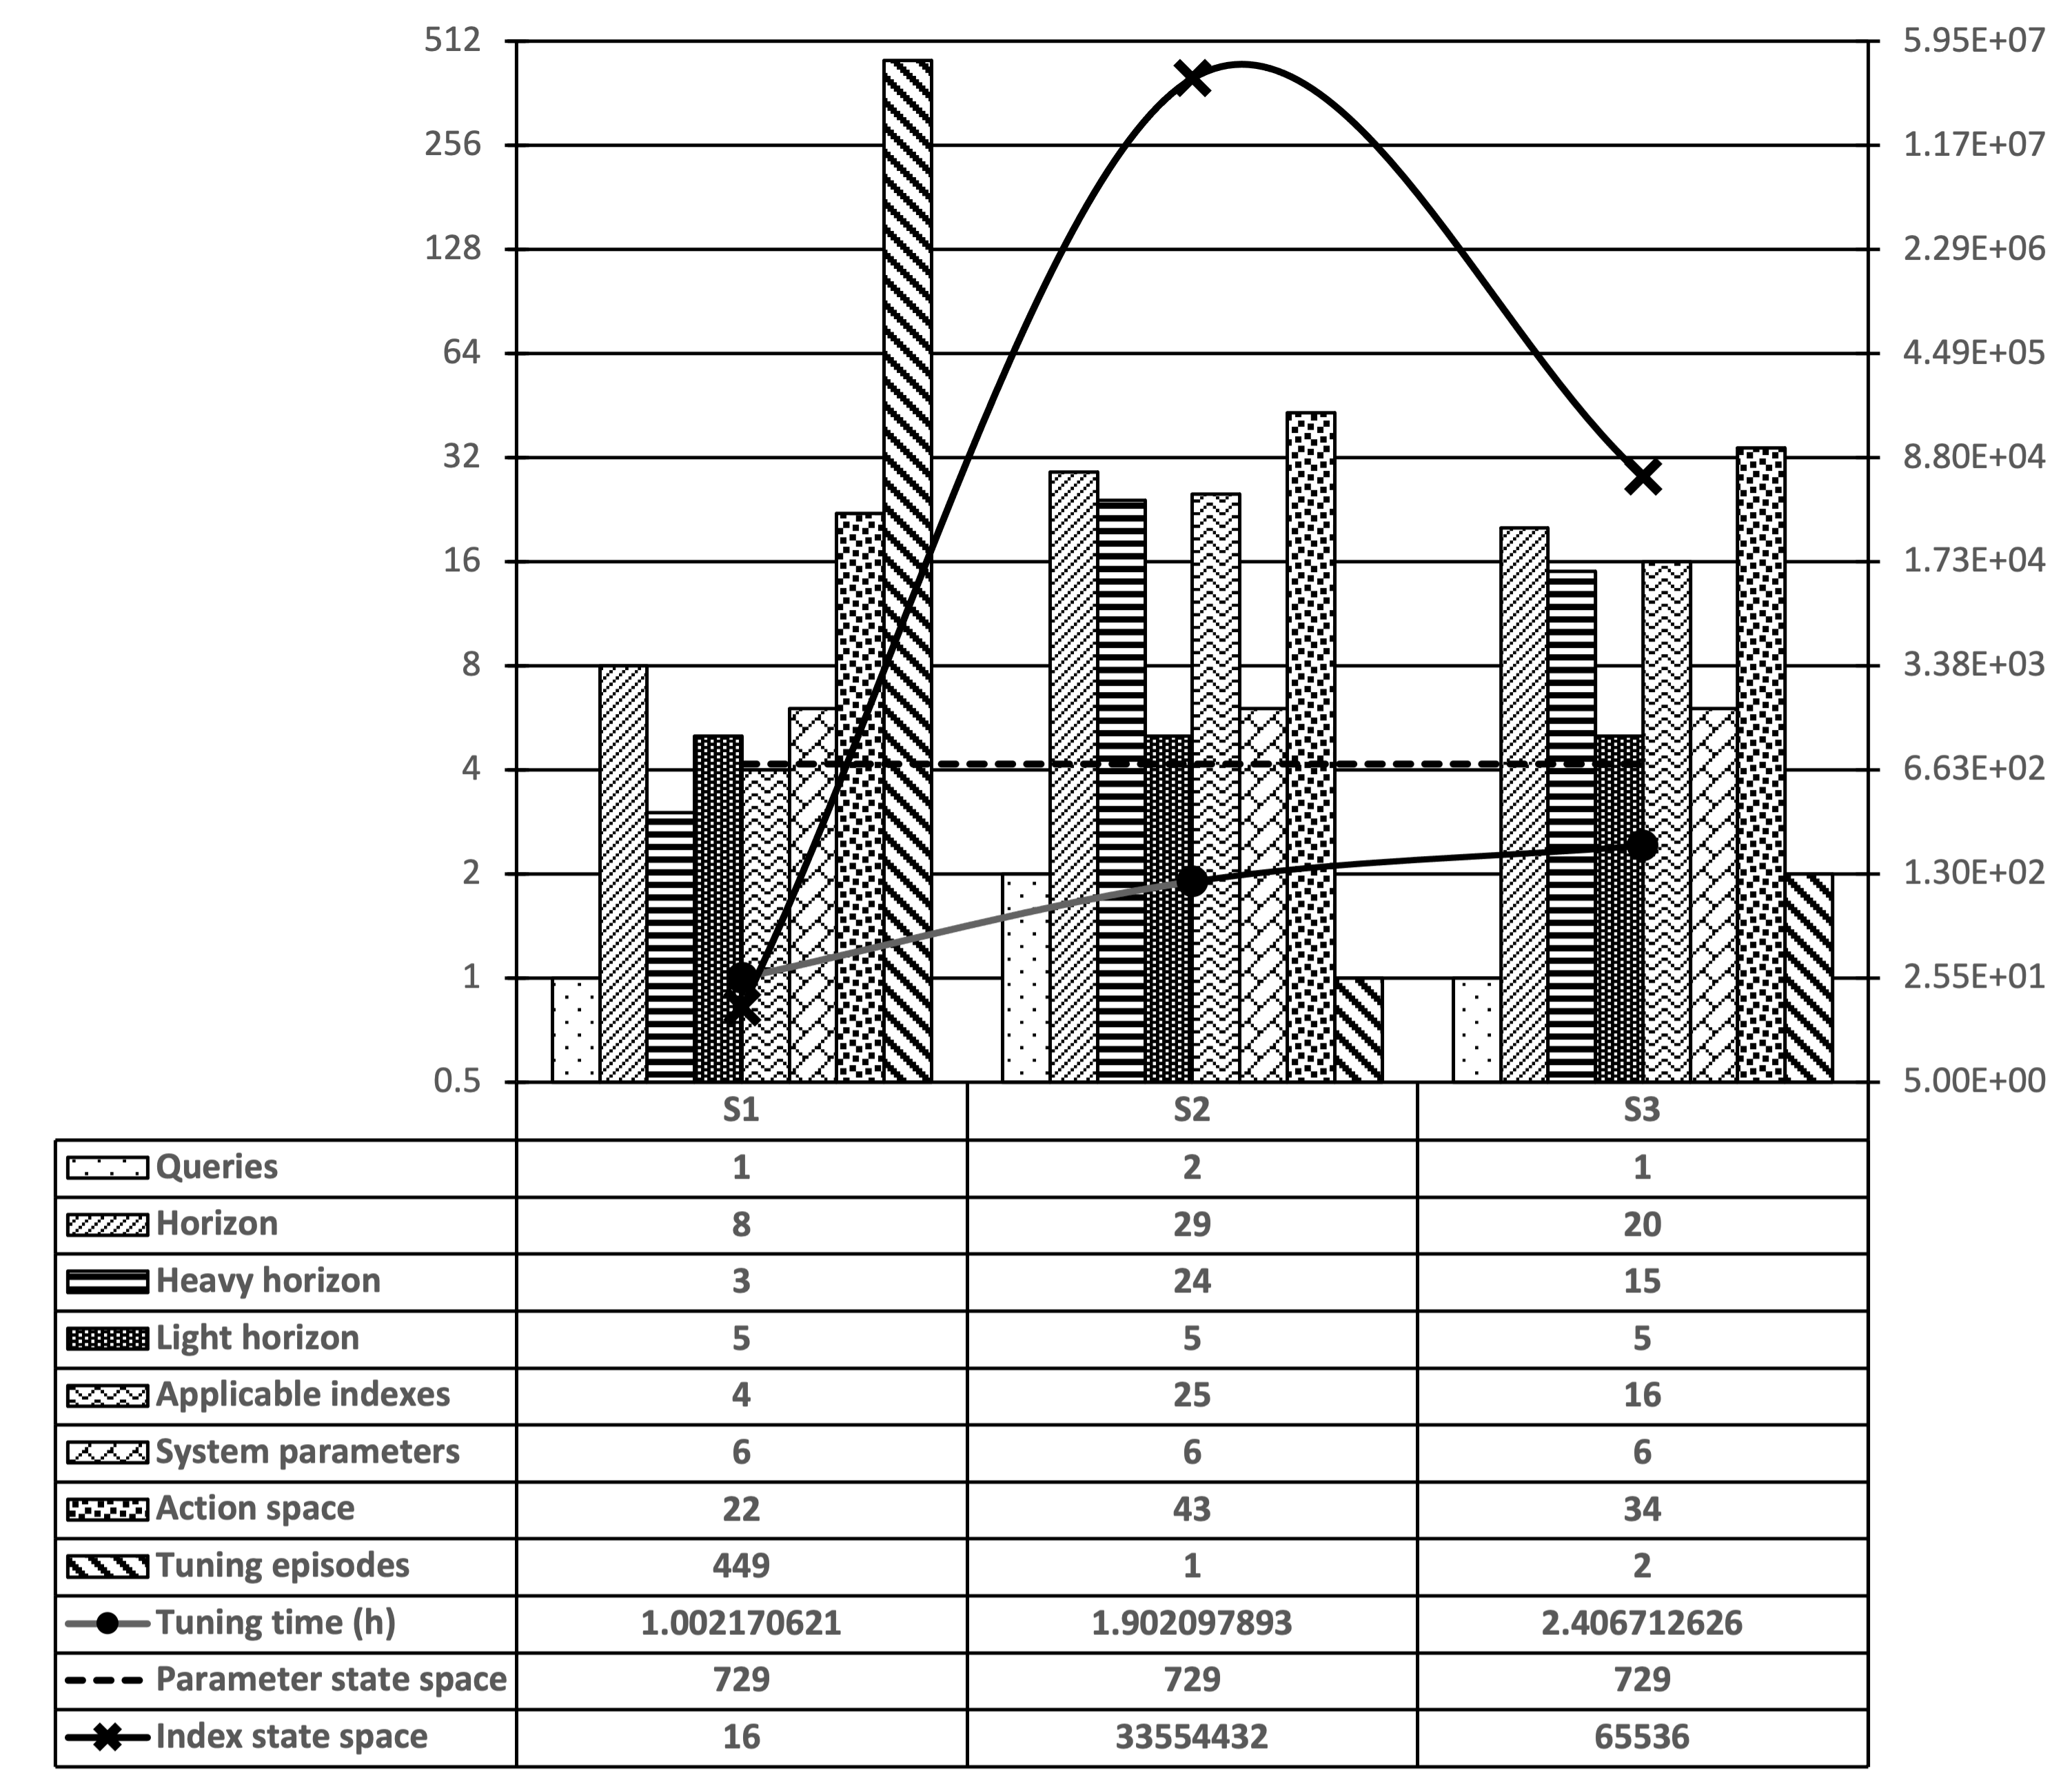 512 5.95E+07
256 1.17E+07
128 2.29E+06
64 4.49E+05
32 8.80E+04
16 1.73E+04
8 3.38E+03
4 6.63E+02
2 1.30E+02
1 2.55E+01
0.5 5.00E+00
S1 S2 S3
Queries 1 2 1
Horizon 8 29 20
Heavy horizon 3 24 15
Light horizon 5 5 5
Applicable indexes 4 25 16
System parameters 6 6 6
Action space 22 43 34
Tuning episodes 449 1 2
Tuning time (h) 1.002170621 1.902097893 2.406712626
Parameter state space 729 729 729
Index state space 16 33554432 65536